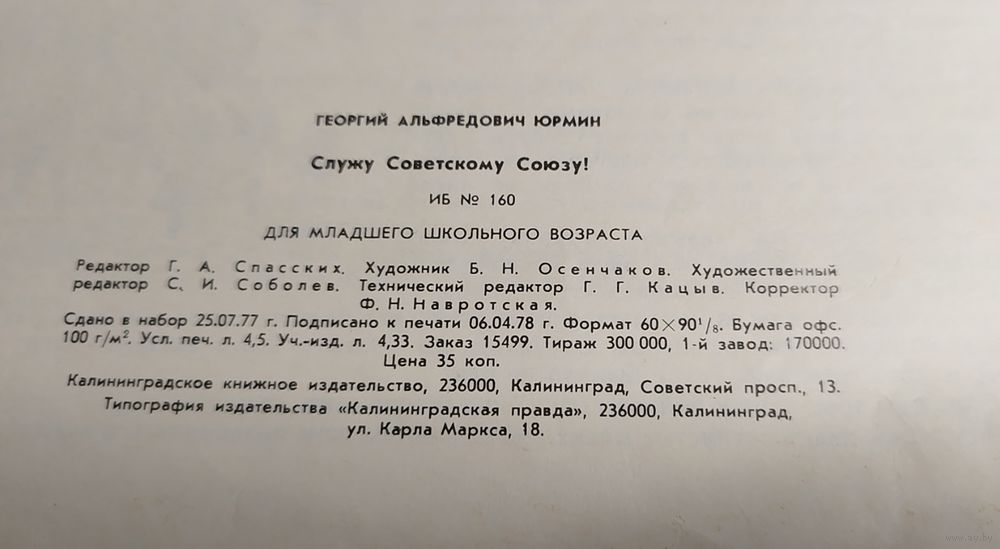 ГЕОРГИЙ АЛЬФРЕДОВИЧ ЮРМИН
Служу Советскому Союзу!
ИБ № 160
ДЛЯ МЛАДШЕГО ШКОЛЬНОГО ВОЗРАСТА
Редактор Г. А. Спасских. Художник Б. Н. Осенчаков. Художественный
редактор С. И. Соболев. Технический редактор Г. Г. Кацыв. Корректор
Ф. Н. Навротская.
Сдано в набор 25.07.77 г. Подписано к печати 06.04.78 г. Формат 60×90¹/₈. Бумага офс.
100 г/м². Усл. печ. л. 4,5. Уч.-изд. л. 4,33. Заказ 15499. Тираж 300 000, 1-й завод: 170000.
Цена 35 коп.
Калининградское книжное издательство, 236000, Калининград, Советский просп., 13.
Типография издательства «Калининградская правда», 236000, Калининград,
ул. Карла Маркса, 18.
www.ay.by